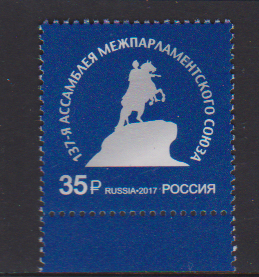 137-Я АССАМБЛЕЯ МЕЖПАРЛАМЕНТСКОГО СОЮЗА
35₽ RUSSIA•2017•РОССИЯ